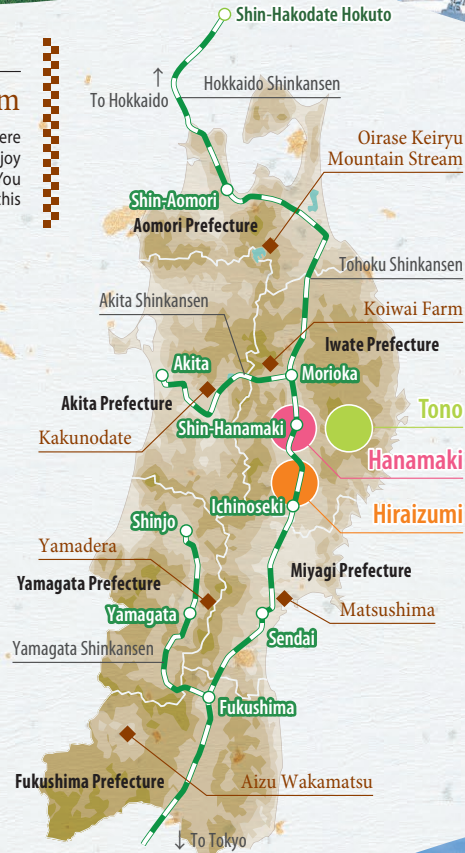 Shin-Hakodate Hokuto
↑
To Hokkaido
Hokkaido Shinkansen
m
ere
joy
You
this
Oirase Keiryu
Mountain Stream
Shin-Aomori
Aomori Prefecture
Tohoku Shinkansen
Akita Shinkansen
Koiwai Farm
Iwate Prefecture
Akita
Morioka
Akita Prefecture
Tono
Kakunodate
Shin-Hanamaki
Hanamaki
Ichinoseki
Hiraizumi
Shinjo
Yamadera
Miyagi Prefecture
Yamagata Prefecture
Matsushima
Yamagata
Sendai
Yamagata Shinkansen
Fukushima
Fukushima Prefecture
Aizu Wakamatsu
↓ To Tokyo